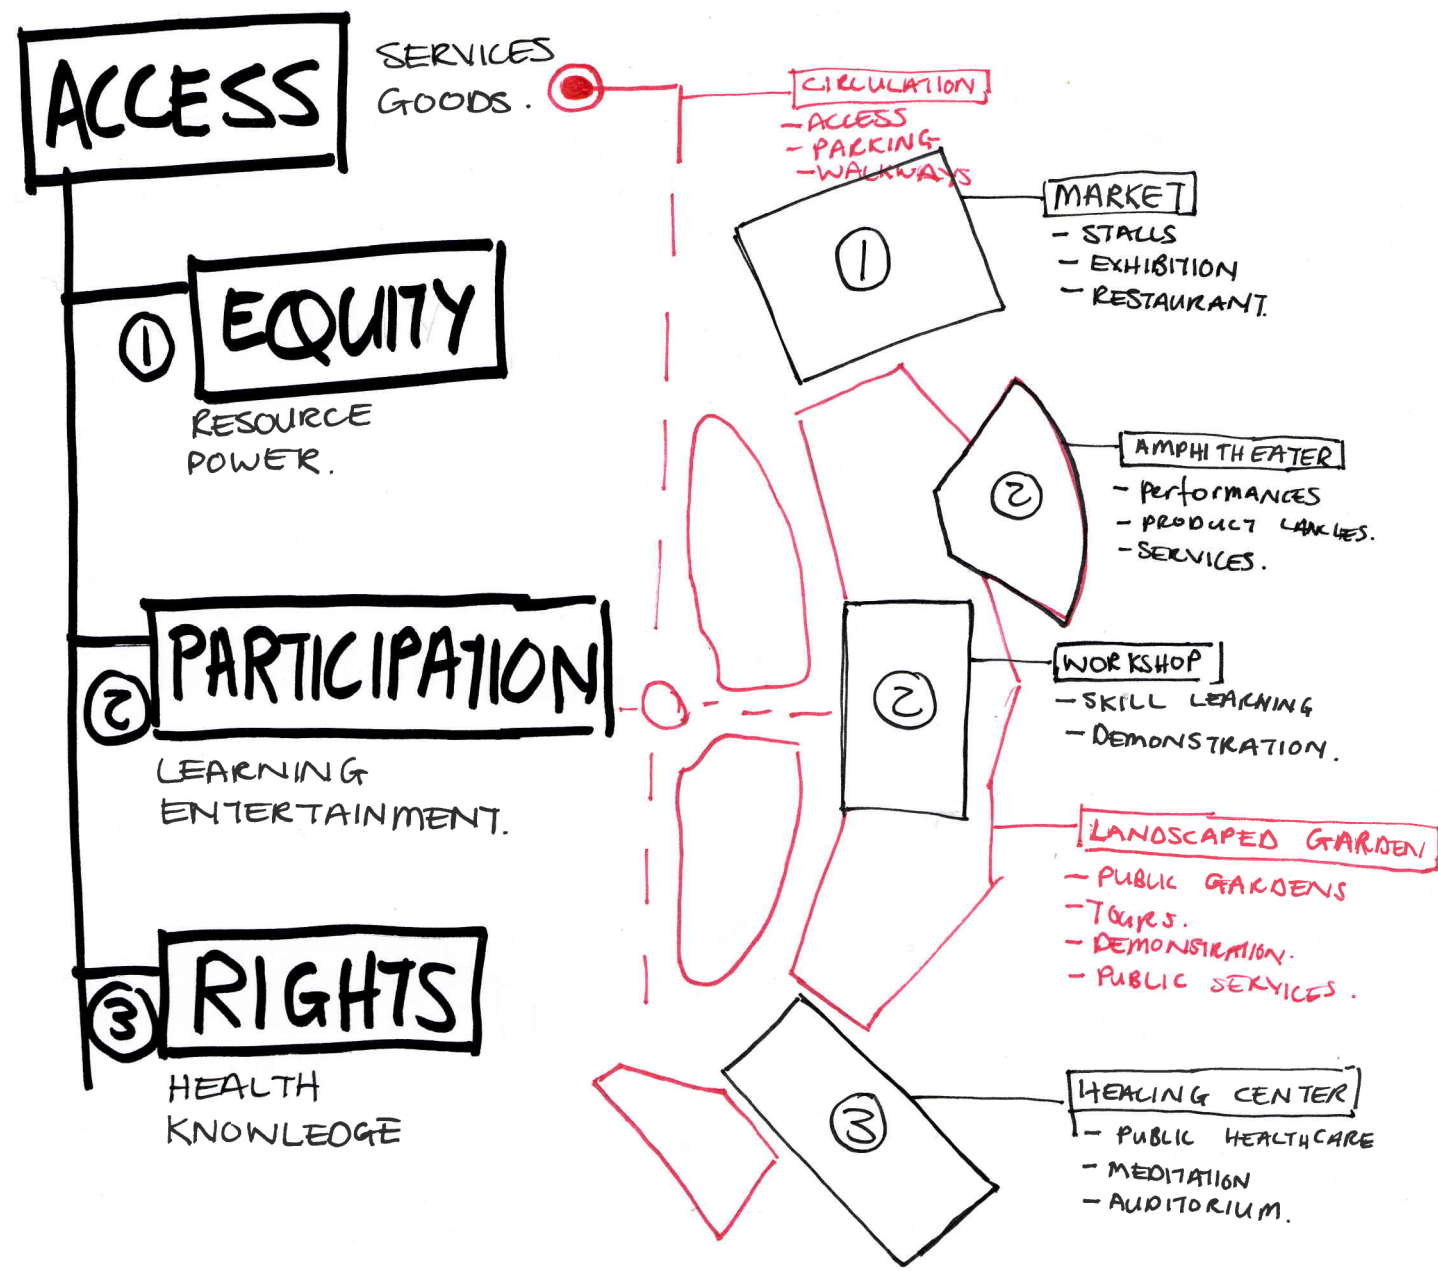 ACCESS
SERVICES
GOODS.
1
EQUITY
RESOURCE
POWER.
2
PARTICIPATION
LEARNING
ENTERTAINMENT.
3
RIGHTS
HEALTH
KNOWLEDGE
CIRCULATION
- ACCESS
- PARKING
- WALKWAYS
1
MARKET
- STALLS
- EXHIBITION
- RESTAURANT.
2
AMPHITHEATER
- PERFORMANCES
- PRODUCT
- SERVICES.
2
WORKSHOP
- SKILL LEARNING
- DEMONSTRATION.
LANDSCAPED GARDEN
- PUBLIC GARDENS
- TOURS.
- DEMONSTRATION.
- PUBLIC SERVICES.
3
HEALING CENTER
- PUBLIC HEALTHCARE
- MEDITATION
- AUDITORIUM.